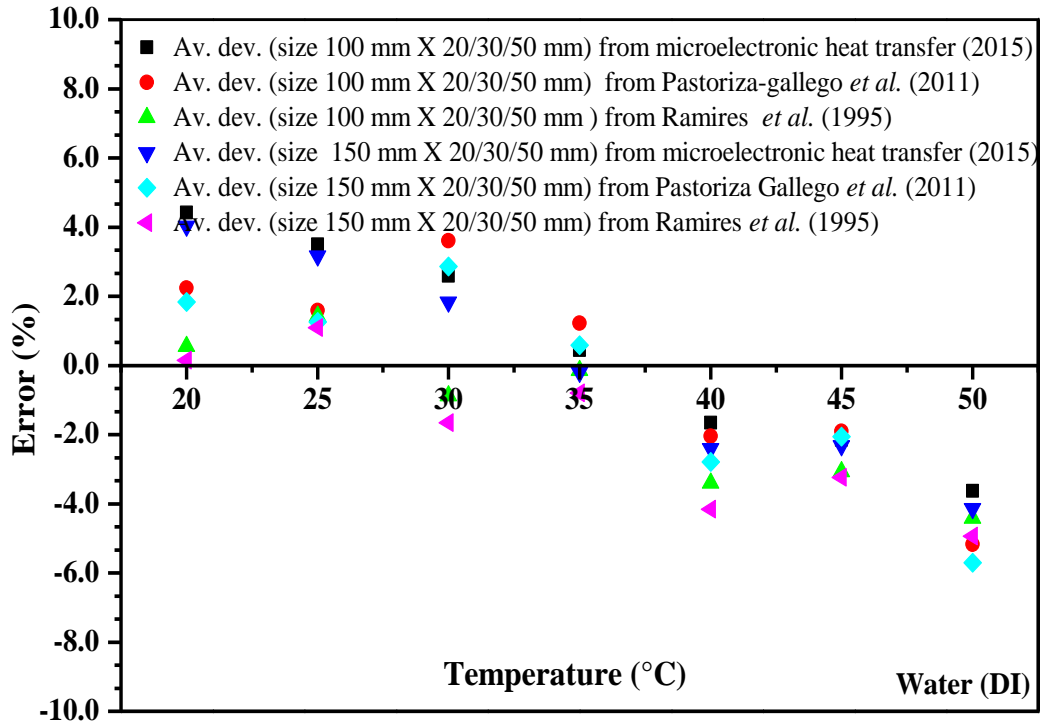 10.0
8.0
6.0
4.0
2.0
0.0
-2.0
-4.0
-6.0
-8.0
-10.0
Error (%)
Av. dev. (size 100 mm X 20/30/50 mm) from microelectronic heat transfer (2015)
Av. dev. (size 100 mm X 20/30/50 mm) from Pastoriza-gallego et al. (2011)
Av. dev. (size 100 mm X 20/30/50 mm ) from Ramires et al. (1995)
Av. dev. (size 150 mm X 20/30/50 mm) from microelectronic heat transfer (2015)
Av. dev. (size 150 mm X 20/30/50 mm) from Pastoriza Gallego et al. (2011)
Av. dev. (size 150 mm X 20/30/50 mm) from Ramires et al. (1995)
20 25 30 35 40 45 50
Temperature (°C)
Water (DI)